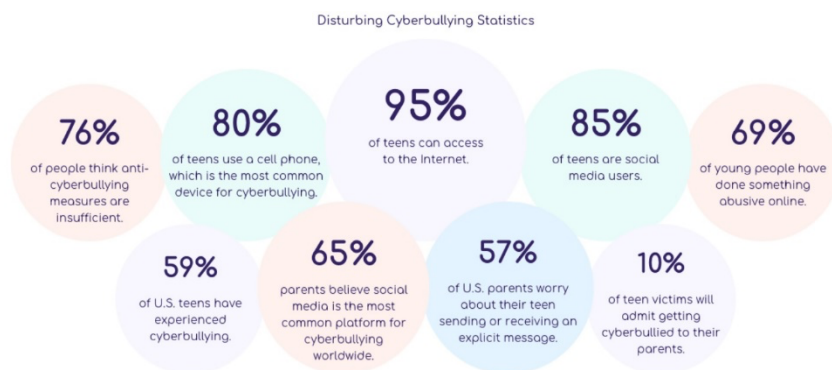 Disturbing Cyberbullying Statistics
76%
of people think anti-
cyberbullying
measures are
insufficient.
80%
of teens use a cell phone,
which is the most common
device for cyberbullying.
95%
of teens can access
to the Internet.
85%
of teens are social
media users.
69%
of young people have
done something
abusive online.
59%
of U.S. teens have
experienced
cyberbullying.
65%
parents believe social
media is the most
common platform for
cyberbullying
worldwide.
57%
of U.S. parents worry
about their teen
sending or receiving an
explicit message.
10%
of teen victims will
admit getting
cyberbullied to their
parents.